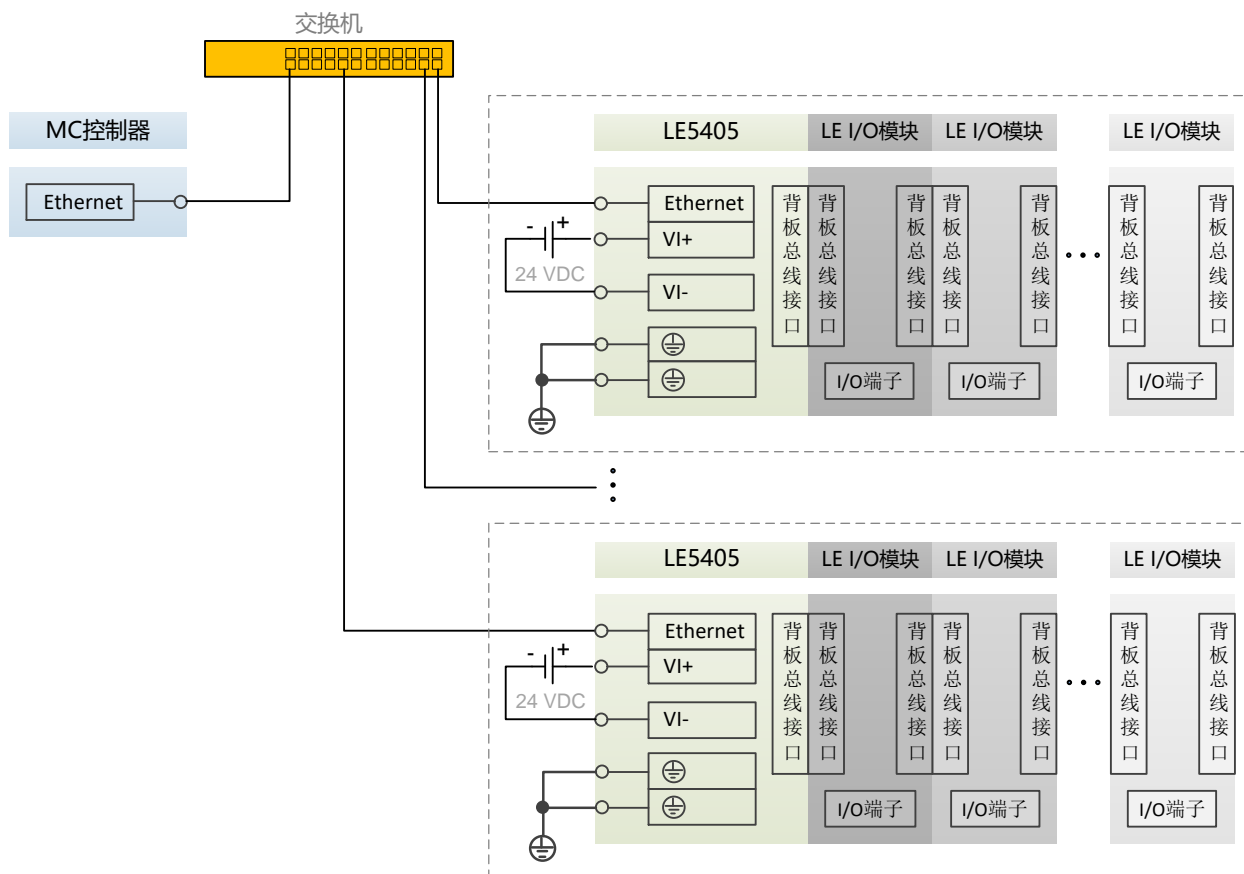 交换机
MC控制器
Ethernet
LE5405
LE I/O模块
LE I/O模块
LE I/O模块
Ethernet
VI+
VI-
- +
24 VDC
背板总线接口
背板总线接口
背板总线接口
背板总线接口
背板总线接口
背板总线接口
背板总线接口
I/O端子
I/O端子
I/O端子
LE5405
LE I/O模块
LE I/O模块
LE I/O模块
Ethernet
VI+
VI-
- +
24 VDC
背板总线接口
背板总线接口
背板总线接口
背板总线接口
背板总线接口
背板总线接口
背板总线接口
I/O端子
I/O端子
I/O端子